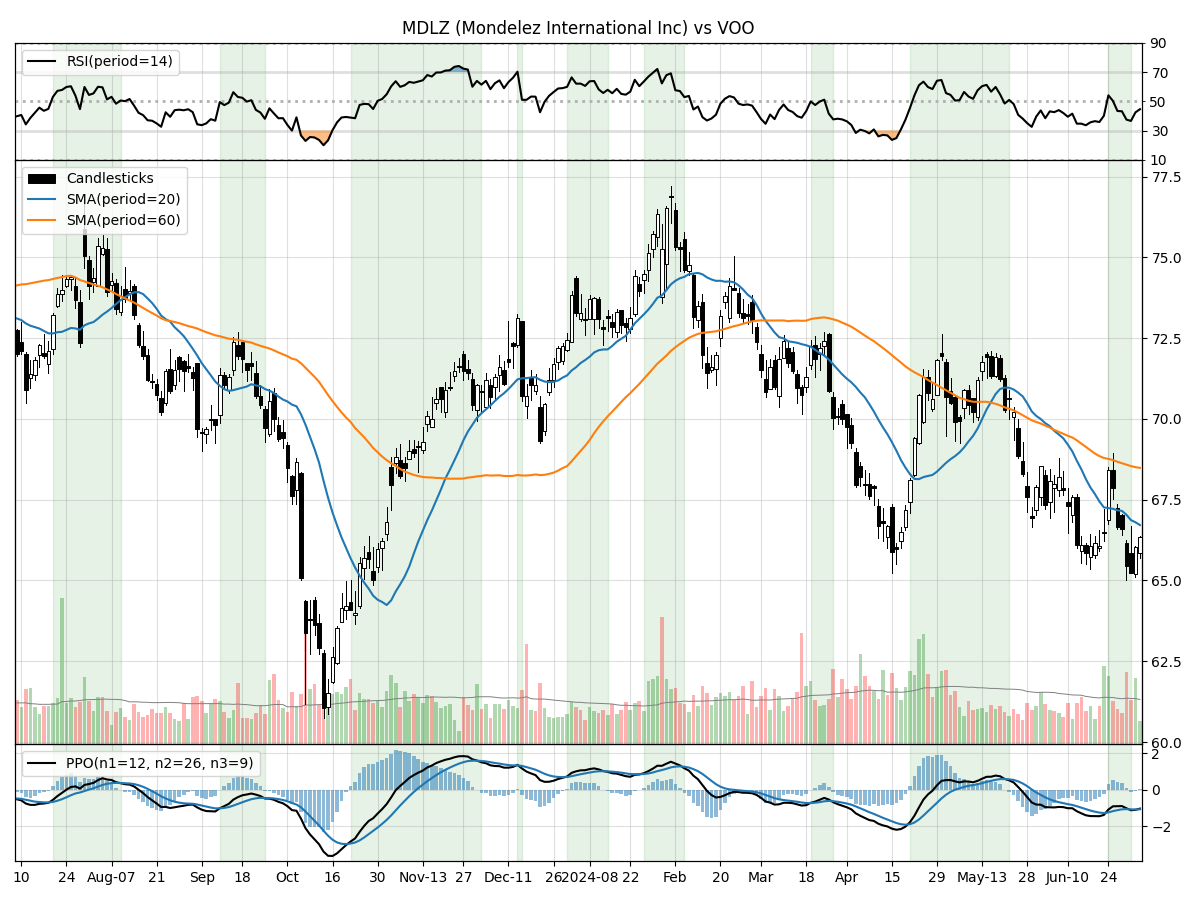 MDLZ (Mondelez International Inc) vs VOO
RSI(period=14)
90
70
50
30
10
Candlesticks
SMA(period=20)
SMA(period=60)
77.5
75.0
72.5
70.0
67.5
65.0
62.5
60.0
PPO(n1=12, n2=26, n3=9)
2
0
−2
10 24 Aug-07 21 Sep 18 Oct 16 30 Nov-13 27 Dec-11 26 2024-08 22 Feb 20 Mar 18 Apr 15 29 May-13 28 Jun-10 24